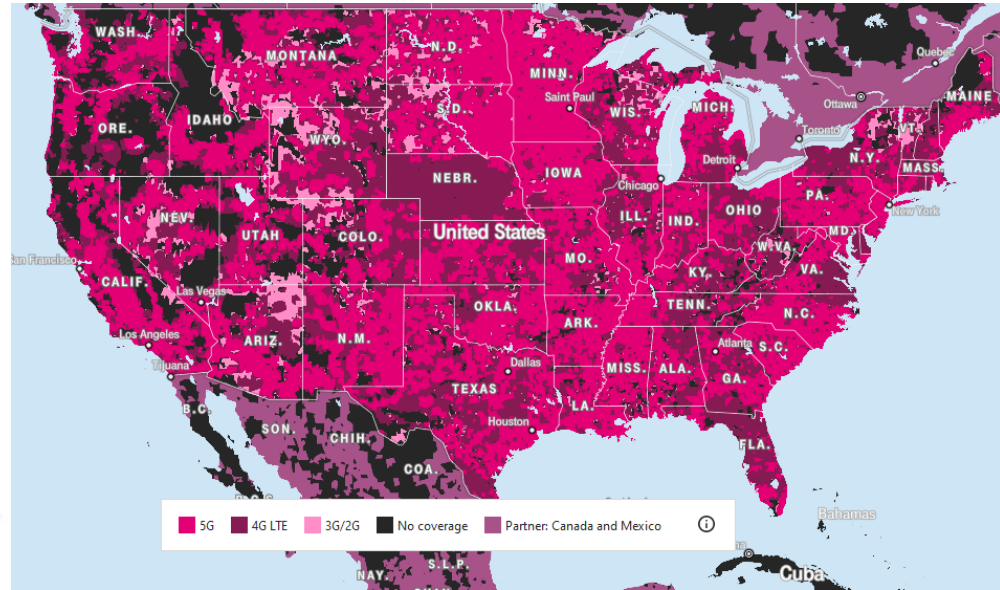 WASH.
MONTANA
N.D.
MINN.
Quebec
Saint Paul
Ottawa
MAINE
ORE.
IDAHO
S.D.
WIS.
MICH.
Toronto
VT.
WYO.
Detroit
N.Y.
MASS.
NEBR.
IOWA
Chicago
PA.
NEV.
UTAH
COLO.
United States
ILL.
IND.
OHIO
New York
MD.
San Francisco
CALIF.
MO.
W.VA.
VA.
Las Vegas
KY.
OKLA.
TENN.
N.C.
Los Angeles
ARIZ.
N.M.
ARK.
Atlanta
S.C.
Tijuana
Dallas
MISS.
ALA.
GA.
TEXAS
LA.
B.C.
SON.
CHIH.
Houston
FLA.
COA.
5G
4G LTE
3G/2G
No coverage
Partner: Canada and Mexico
Bahamas
S.L.P.
NAY.
Cuba